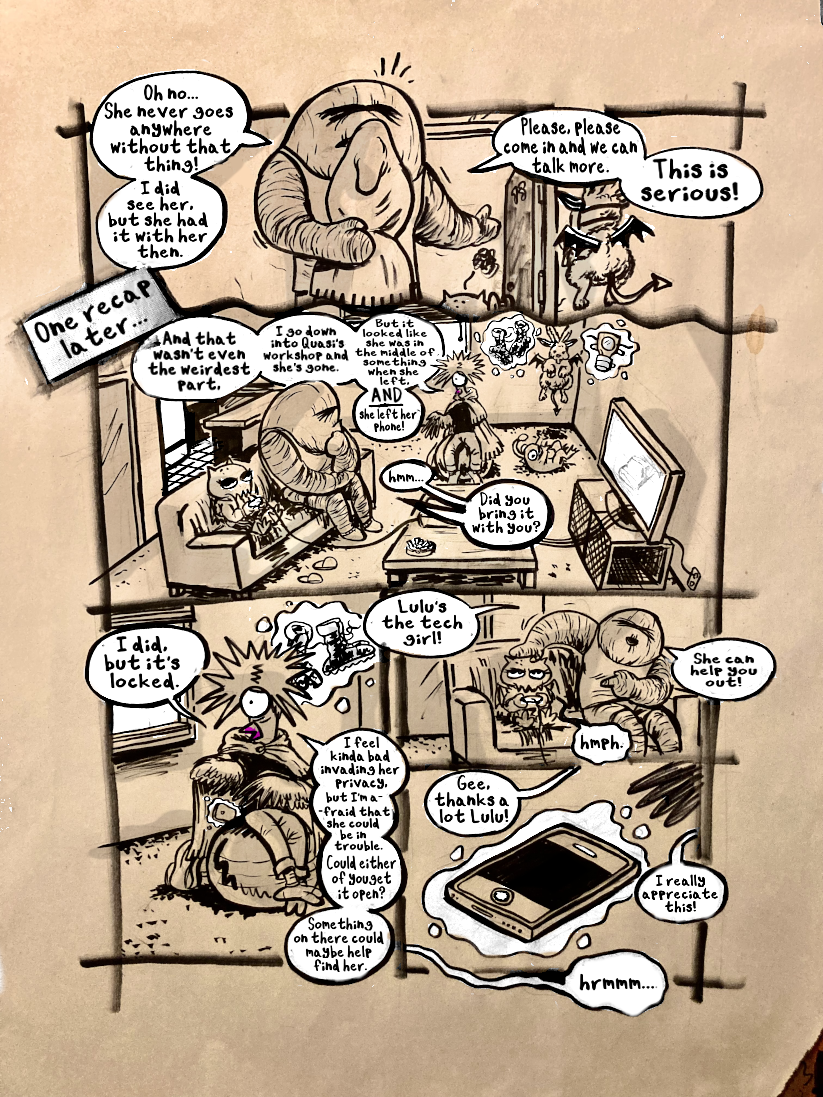 Oh no...
She never goes
anywhere
without that
thing!
I did
see her,
but she had
it with her
then.
Please, please
come in and we can
talk more.
This is
serious!
One recap
later...
And that
wasn't even
the weirdest
part.
I go down
into Quasi's
workshop and
she's gone.
But it
looked like
she was in
the middle of
something
when she
left,
AND
she left her
phone!
hmm...
Did you
bring it
with you?
I did,
but it's
locked.
I feel
kinda bad
invading her
privacy,
but I'm a-
-fraid that
she could
be in
trouble.
Could either
of youget
it open?
Something
on there could
maybe help
find her.
Lulu's
the tech
girl!
She can
help you
out!
hmph.
Gee,
thanks a
lot Lulu!
I really
appreciate
this!
hrmmm...